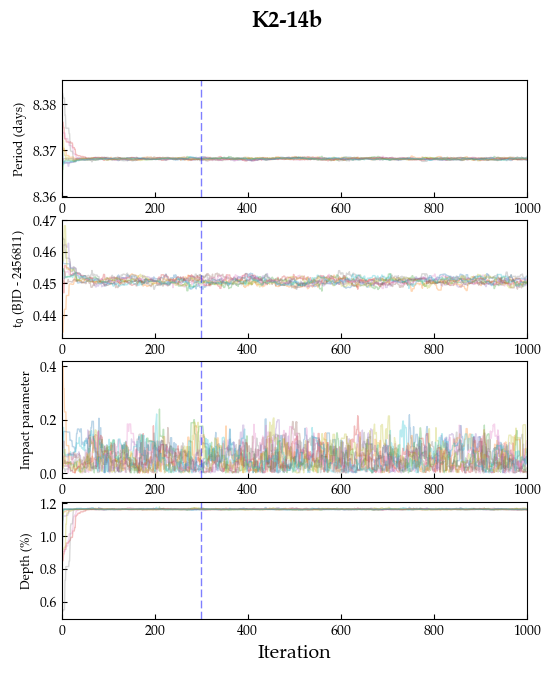 K2-14b
8.38
8.37
8.36
Period (days)
0 200 400 600 800 1000
0.47
0.46
0.45
0.44
t₀ (BJD - 2456811)
0 200 400 600 800 1000
0.4
0.2
0.0
Impact parameter
0 200 400 600 800 1000
1.2
1.0
0.8
0.6
Depth (%)
0 200 400 600 800 1000
Iteration